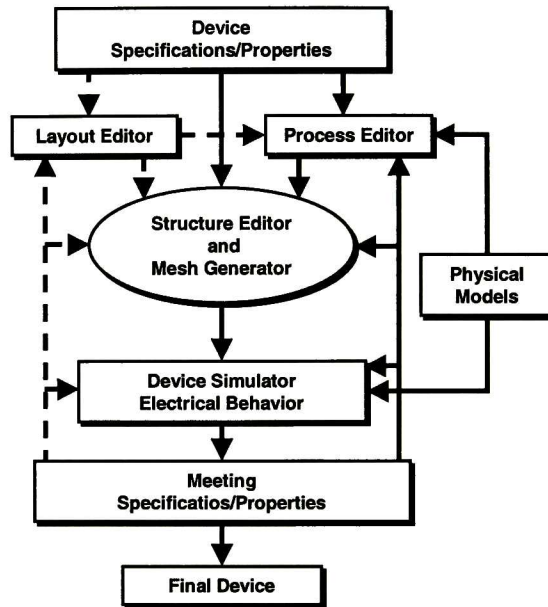 Device
Specifications/Properties
Layout Editor
Process Editor
Structure Editor
and
Mesh Generator
Physical
Models
Device Simulator
Electrical Behavior
Meeting
Specificatios/Properties
Final Device